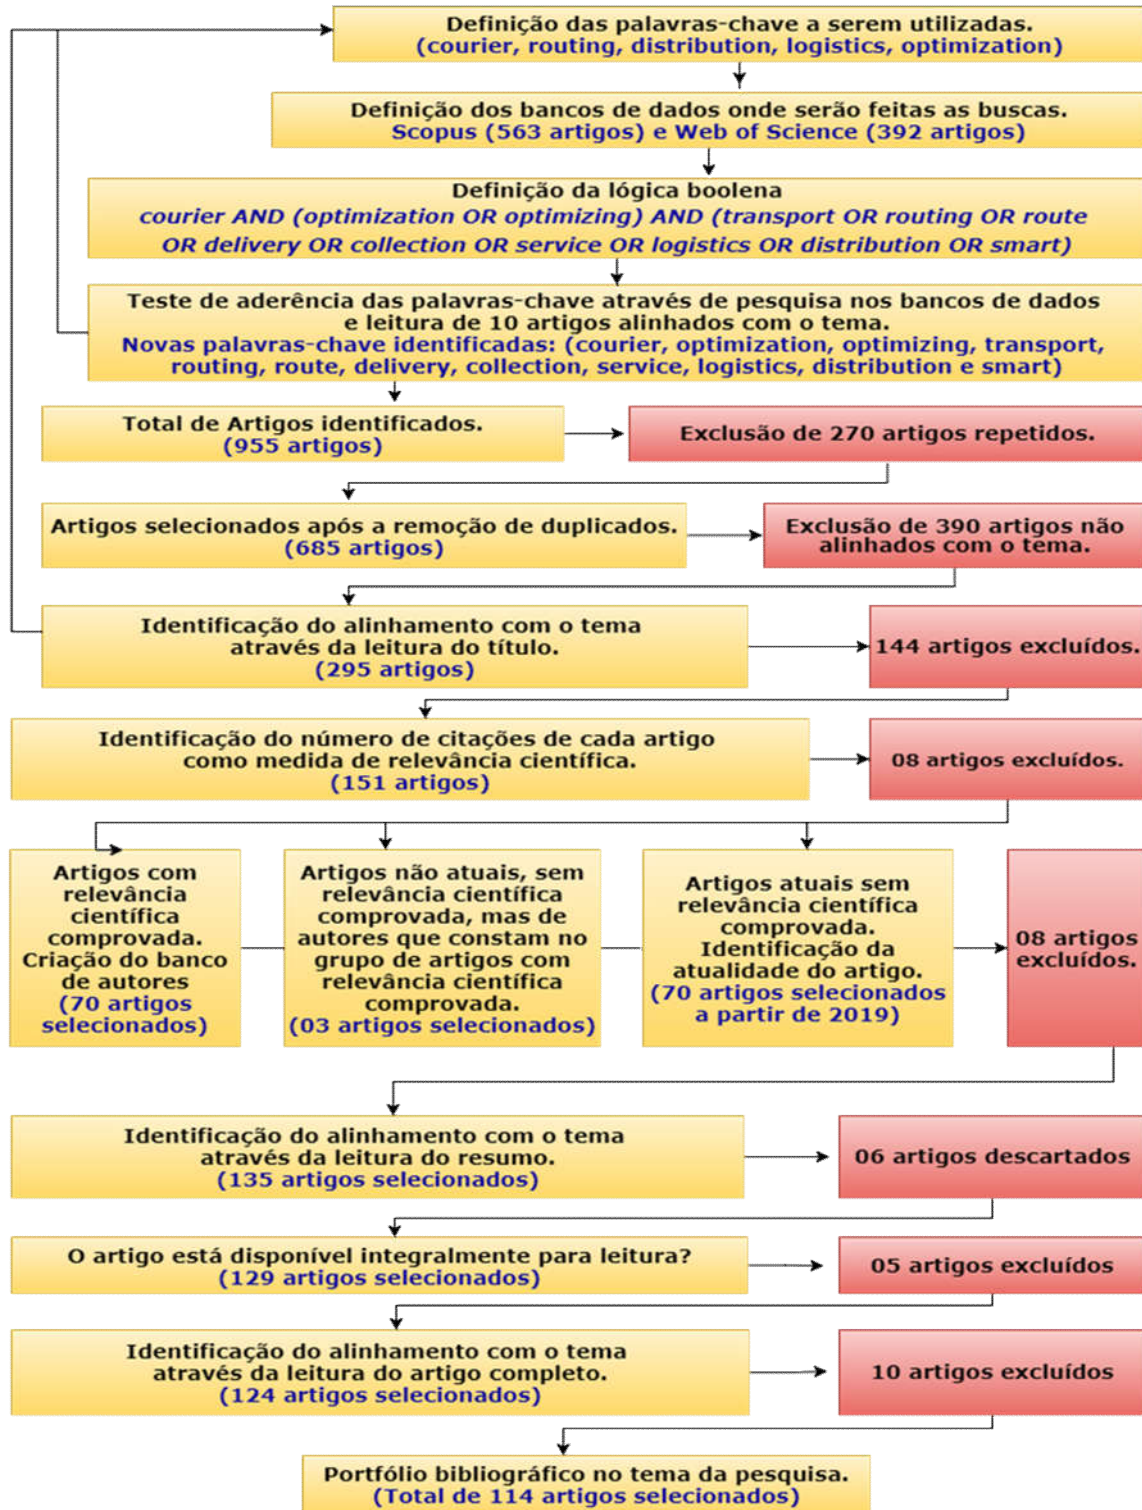 Definição das palavras-chave a serem utilizadas.
(courier, routing, distribution, logistics, optimization)
Definição dos bancos de dados onde serão feitas as buscas.
Scopus (563 artigos) e Web of Science (392 artigos)
Definição da lógica boolena
courier AND (optimization OR optimizing) AND (transport OR routing OR route
OR delivery OR collection OR service OR logistics OR distribution OR smart)
Teste de aderência das palavras-chave através de pesquisa nos bancos de dados
e leitura de 10 artigos alinhados com o tema.
Novas palavras-chave identificadas: (courier, optimization, optimizing, transport,
routing, route, delivery, collection, service, logistics, distribution e smart)
Total de Artigos identificados.
(955 artigos)
Exclusão de 270 artigos repetidos.
Artigos selecionados após a remoção de duplicados.
(685 artigos)
Exclusão de 390 artigos não
alinhados com o tema.
Identificação do alinhamento com o tema
através da leitura do título.
(295 artigos)
144 artigos excluídos.
Identificação do número de citações de cada artigo
como medida de relevância científica.
(151 artigos)
08 artigos excluídos.
Artigos com
relevância
científica
comprovada.
Criação do banco
de autores
(70 artigos
selecionados)
Artigos não atuais, sem
relevância científica
comprovada, mas de
autores que constam no
grupo de artigos com
relevância científica
comprovada.
(03 artigos selecionados)
Artigos atuais sem
relevância científica
comprovada.
Identificação da
atualidade do artigo.
(70 artigos selecionados
a partir de 2019)
08 artigos
excluídos.
Identificação do alinhamento com o tema
através da leitura do resumo.
(135 artigos selecionados)
06 artigos descartados
O artigo está disponível integralmente para leitura?
(129 artigos selecionados)
05 artigos excluídos
Identificação do alinhamento com o tema
através da leitura do artigo completo.
(124 artigos selecionados)
10 artigos excluídos
Portfólio bibliográfico no tema da pesquisa.
(Total de 114 artigos selecionados)